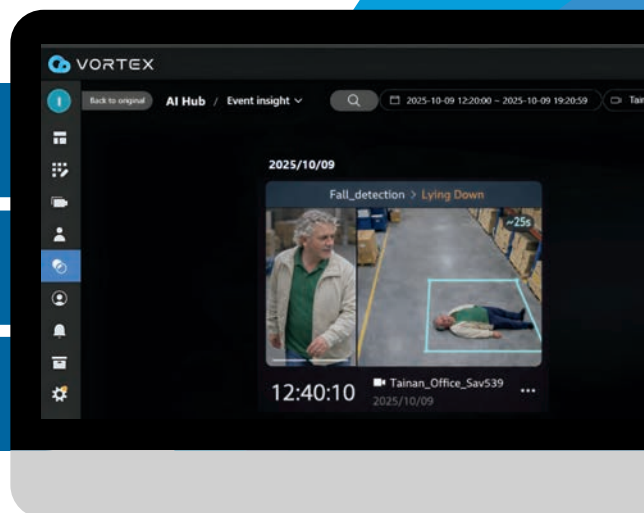 VORTEX
Back to original AI Hub / Event insight 2025-10-09 12:20:00 ~ 2025-10-09 19:20:59 Tain
2025/10/09
Fall_detection > Lying Down
~25s
12:40:10 Tainan_Office_Sav539 ...
2025/10/09